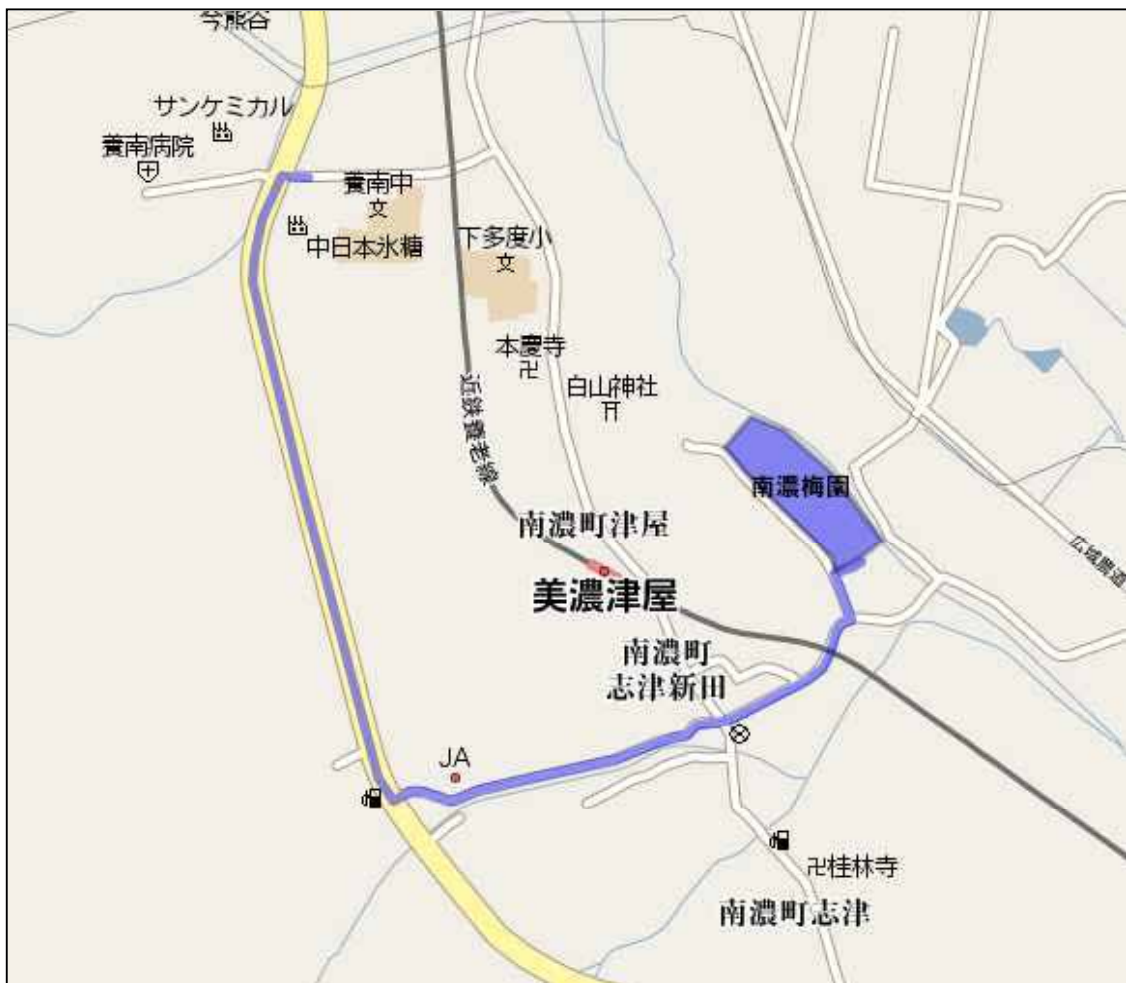 今熊谷
サンケミカル
養南病院
養南中
中日本氷糖
下多度小
本慶寺
白山神社
近鉄養老線
南濃梅園
南濃町津屋
広域農道
美濃津屋
南濃町
志津新田
JA
桂林寺
南濃町志津